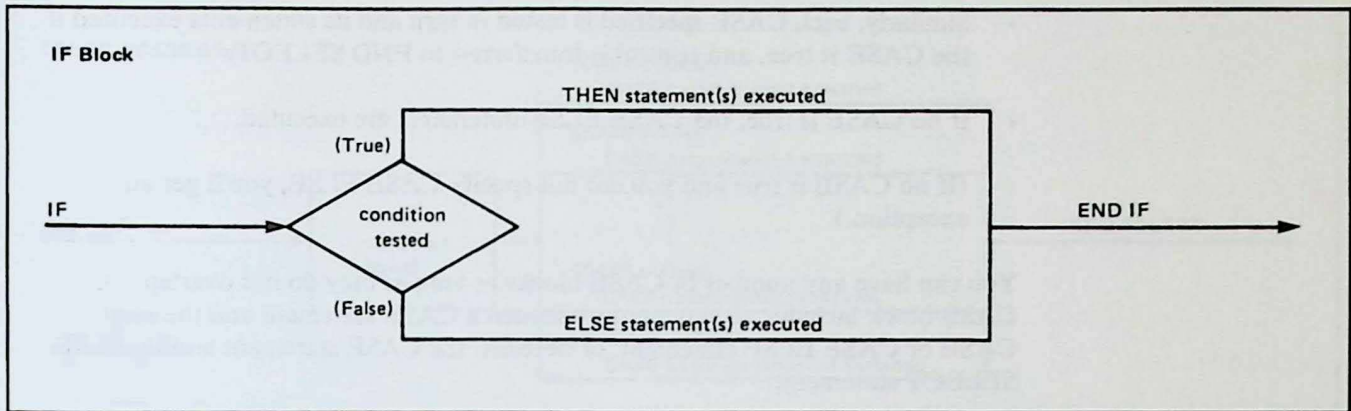 IF Block
THEN statement(s) executed
(True)
IF
condition
tested
END IF
(False)
ELSE statement(s) executed